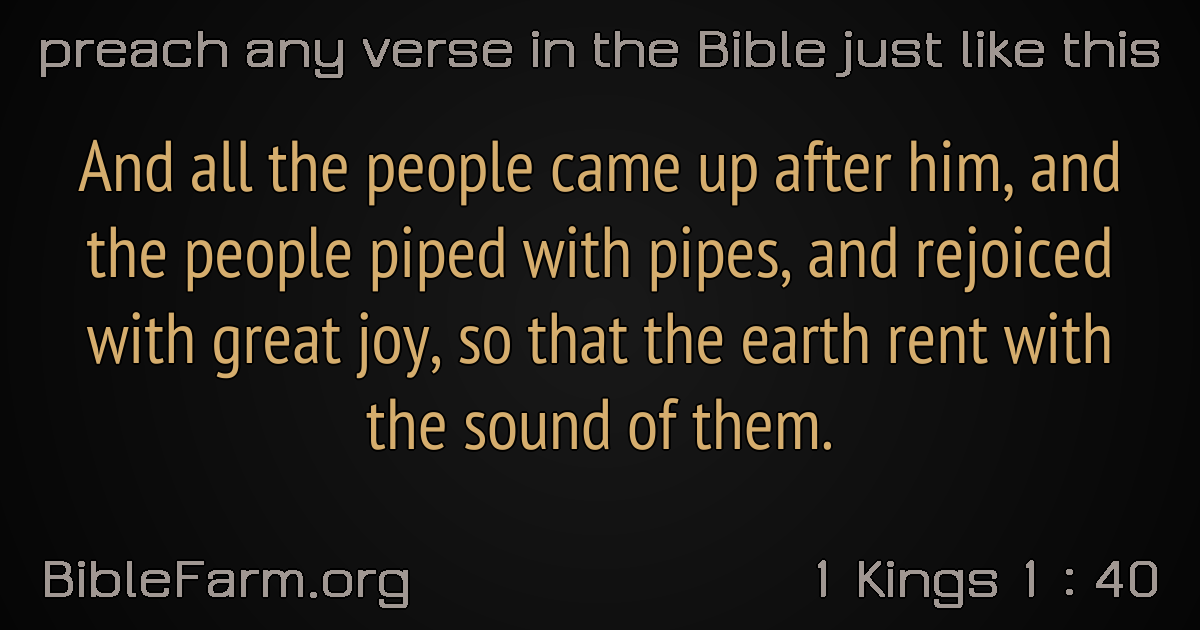 preach any verse in the Bible just like this
And all the people came up after him, and
the people piped with pipes, and rejoiced
with great joy, so that the earth rent with
the sound of them.
BibleFarm.org
1 Kings 1 : 40